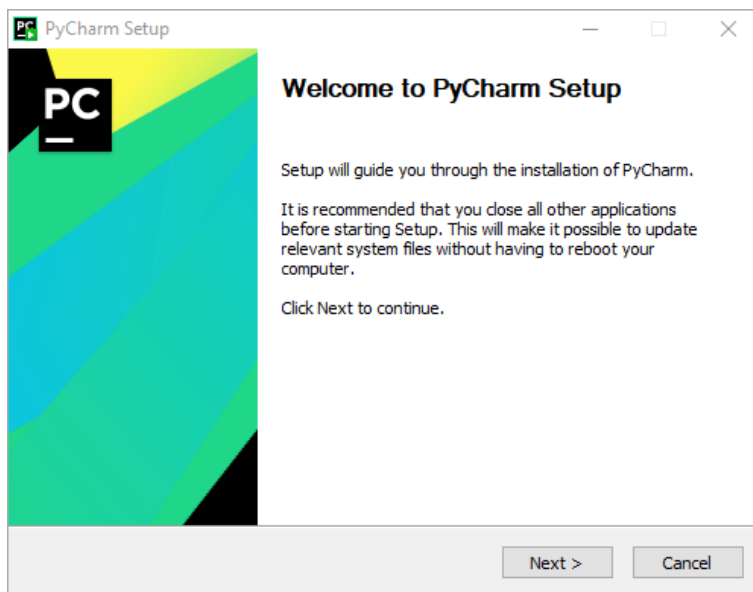 PC PyCharm Setup
PC
Welcome to PyCharm Setup
Setup will guide you through the installation of PyCharm.
It is recommended that you close all other applications
before starting Setup. This will make it possible to update
relevant system files without having to reboot your
computer.
Click Next to continue.
Next >
Cancel